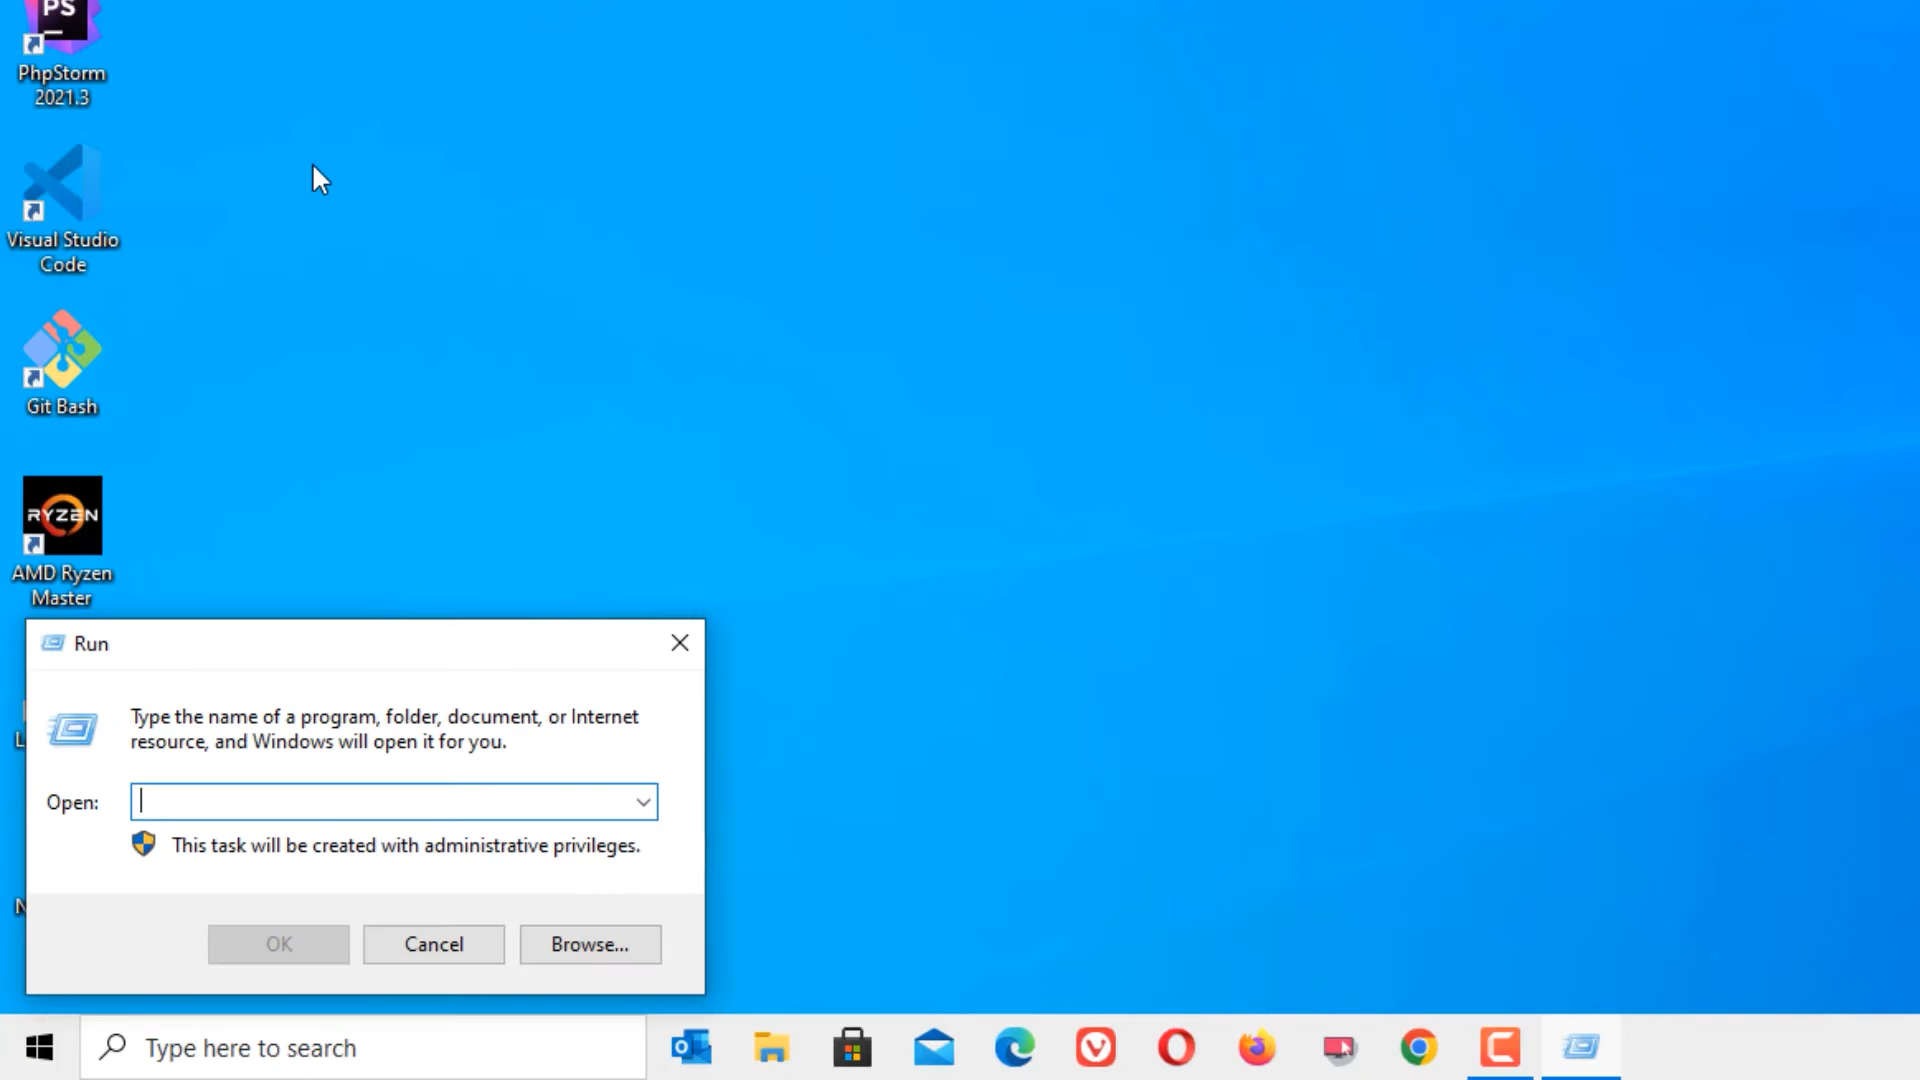 PS
PhpStorm
2021.3
Visual Studio
Code
Git Bash
RYZEN
AMD Ryzen
Master
Run
Type the name of a program, folder, document, or Internet
resource, and Windows will open it for you.
Open:
This task will be created with administrative privileges.
OK
Cancel
Browse...
Type here to search